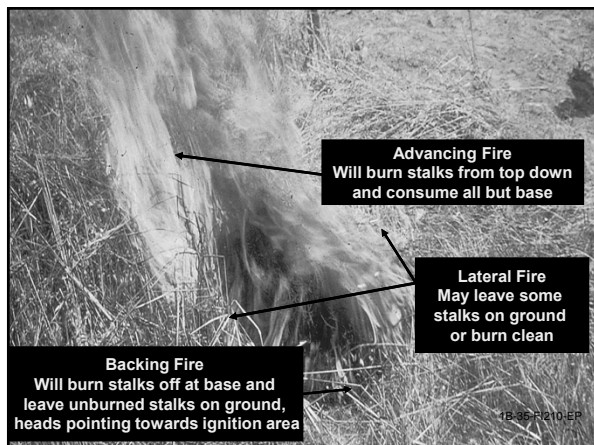 Advancing Fire
Will burn stalks from top down
and consume all but base
Lateral Fire
May leave some
stalks on ground
or burn clean
Backing Fire
Will burn stalks off at base and
leave unburned stalks on ground,
heads pointing towards ignition area
1B-35-FI210-EP